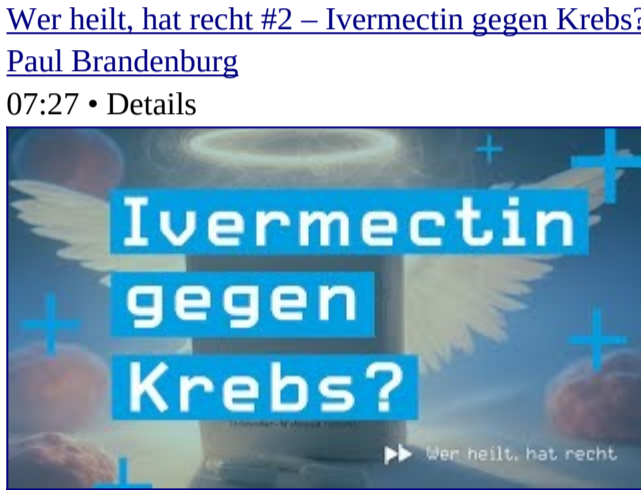 Wer heilt, hat recht #2 – Ivermectin gegen Krebs?
Paul Brandenburg
07:27 • Details
Ivermectin
gegen
Krebs?
Wer heilt, hat recht